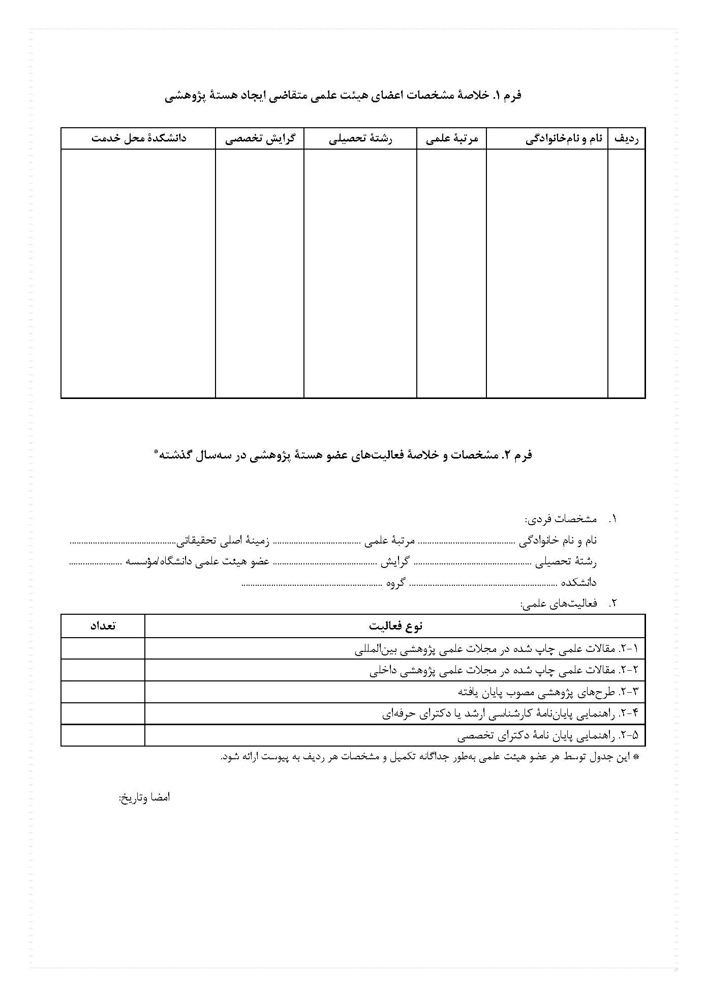 فرم ۱. خلاصهٔ مشخصات اعضای هیئت علمی متقاضی ایجاد هستهٔ پژوهشی
ردیف نام و نام‌خانوادگی مرتبهٔ علمی رشتهٔ تحصیلی گرایش تخصصی دانشکدهٔ محل خدمت
فرم ۲. مشخصات و خلاصهٔ فعالیت‌های عضو هستهٔ پژوهشی در سه‌سال گذشته*
۱. مشخصات فردی:
نام و نام خانوادگی .......................................... مرتبهٔ علمی ...................................... زمینهٔ اصلی تحقیقاتی..............................................
رشتهٔ تحصیلی ................................................... گرایش ............................................. عضو هیئت علمی دانشگاه/مؤسسه .......................
دانشکده ................................................................ گروه .............................................................
۲. فعالیت‌های علمی:
نوع فعالیت تعداد
۲-۱. مقالات علمی چاپ شده در مجلات علمی پژوهشی بین‌المللی
۲-۲. مقالات علمی چاپ شده در مجلات علمی پژوهشی داخلی
۲-۳. طرح‌های پژوهشی مصوب پایان یافته
۲-۴. راهنمایی پایان‌نامهٔ کارشناسی ارشد یا دکترای حرفه‌ای
۲-۵. راهنمایی پایان نامهٔ دکترای تخصصی
* این جدول توسط هر عضو هیئت علمی به‌طور جداگانه تکمیل و مشخصات هر ردیف به پیوست ارائه شود.
امضا وتاریخ: